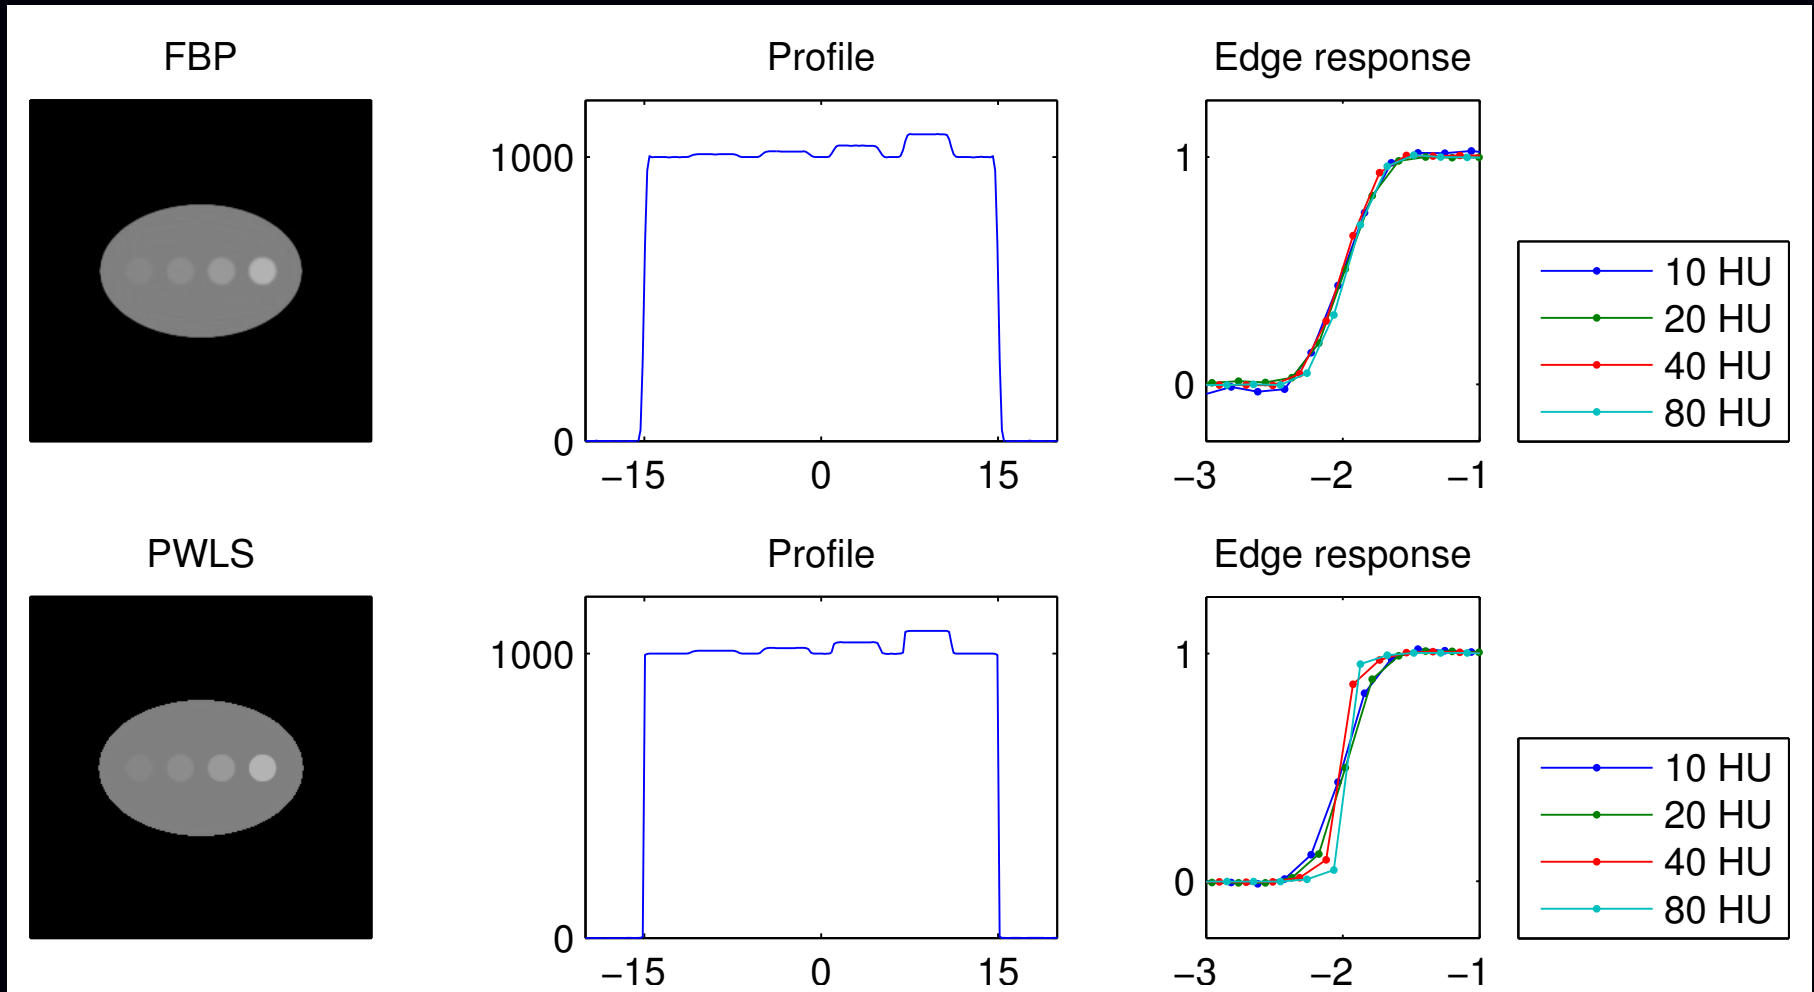 FBP
Profile
Edge response
1000
0
−15 0 15
1
0
−3 −2 −1
10 HU
20 HU
40 HU
80 HU
PWLS
Profile
Edge response
1000
0
−15 0 15
1
0
−3 −2 −1
10 HU
20 HU
40 HU
80 HU